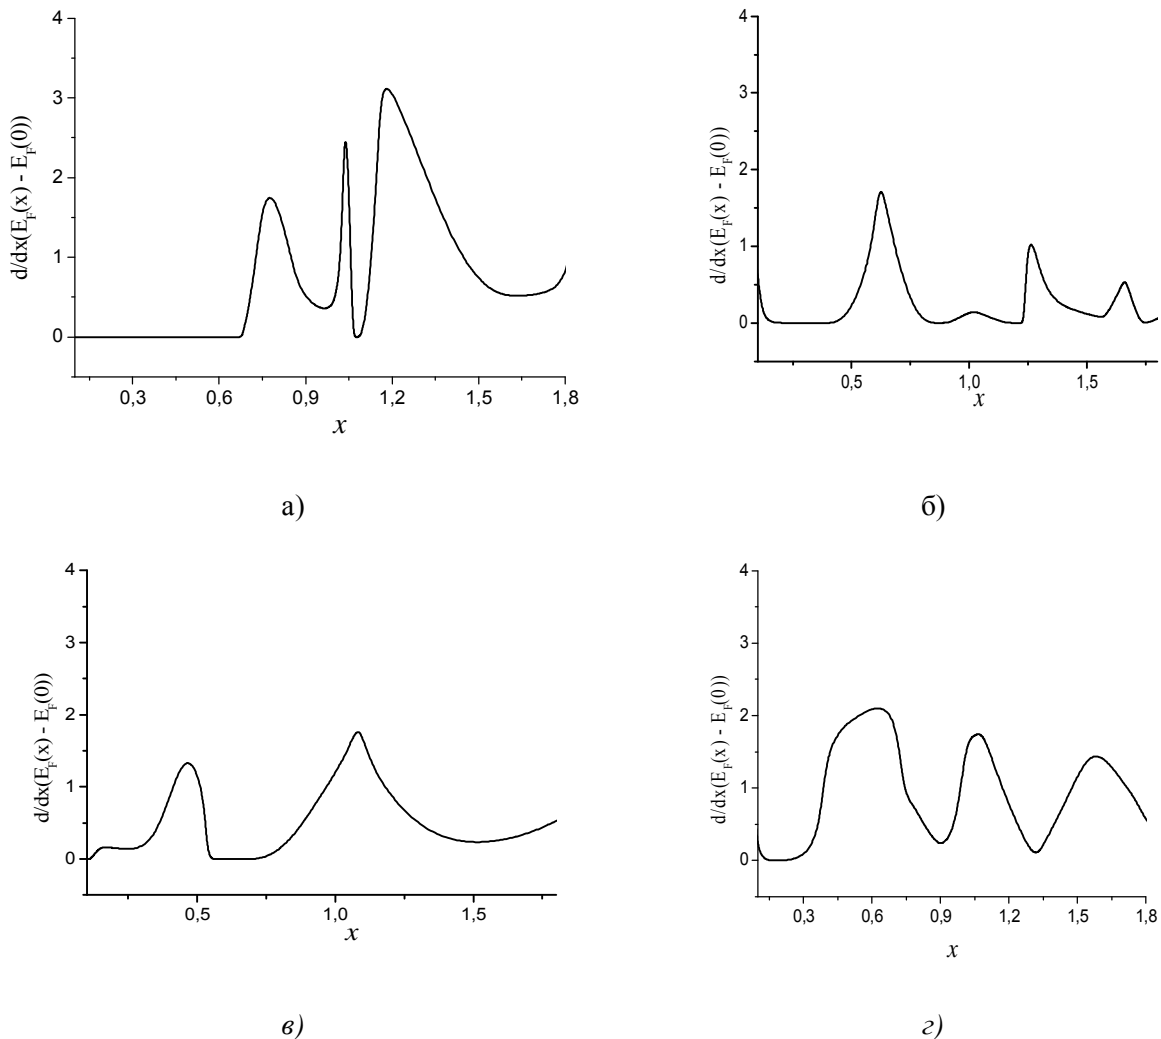 4
3
2
1
0
0,3 0,6 0,9 1,2 1,5 1,8
x
d/dx(E_F(x) - E_F(0))
а)
4
3
2
1
0
0,5 1,0 1,5
x
d/dx(E_F(x) - E_F(0))
б)
4
3
2
1
0
0,5 1,0 1,5
x
d/dx(E_F(x) - E_F(0))
в)
4
3
2
1
0
0,3 0,6 0,9 1,2 1,5 1,8
x
d/dx(E_F(x) - E_F(0))
г)